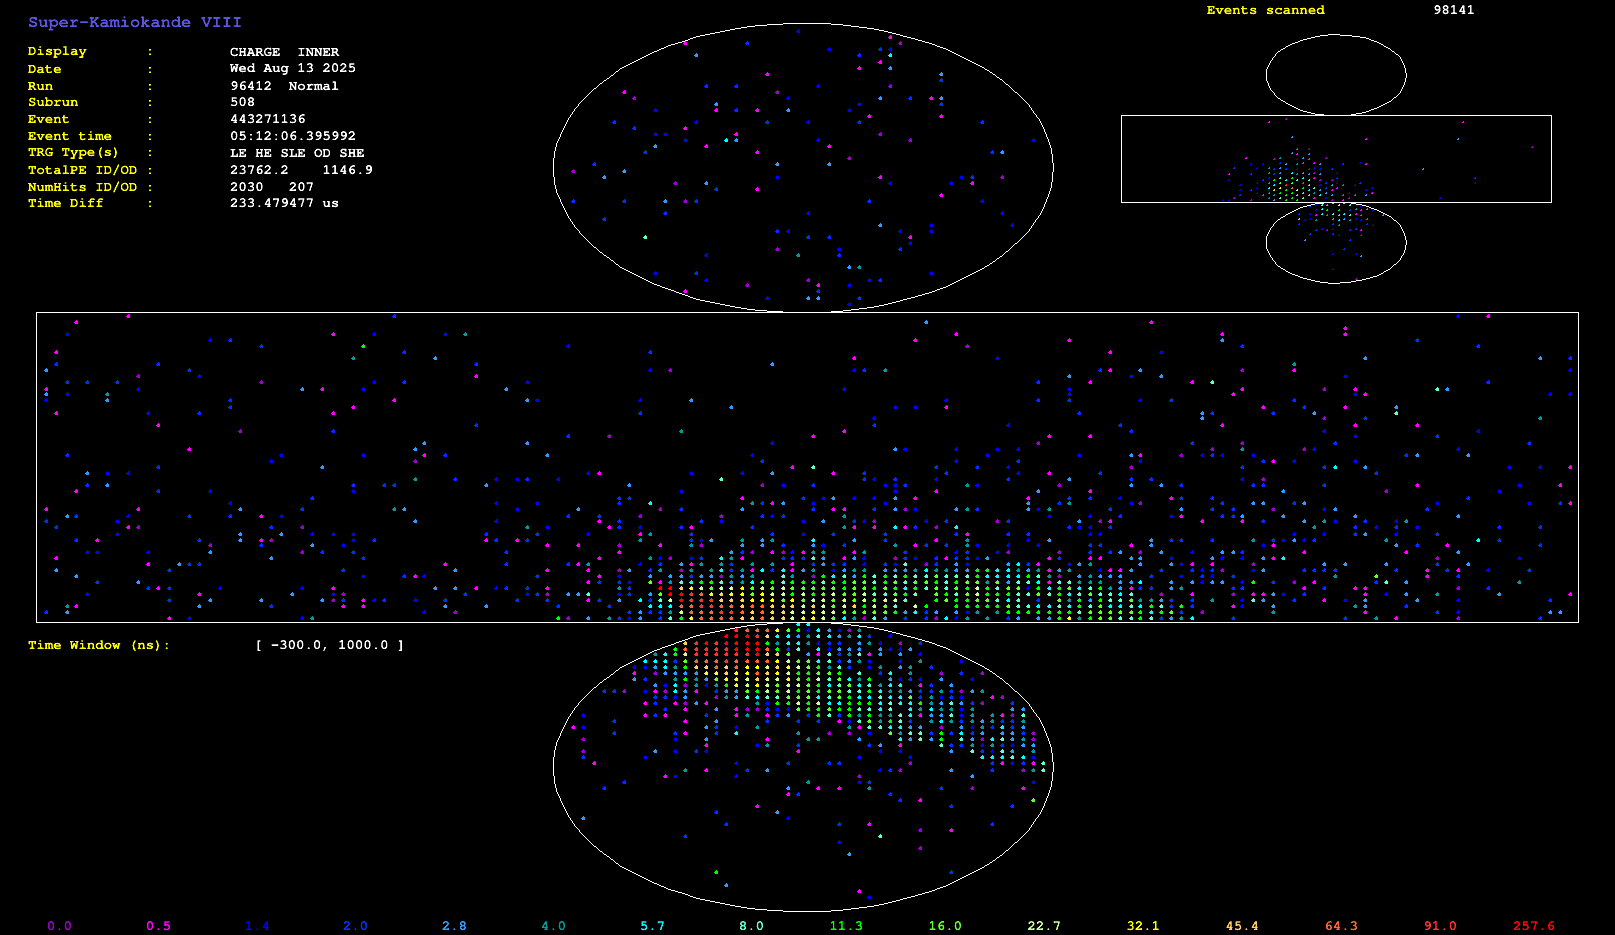 Super-Kamiokande VIII
Events scanned 98141
Display : CHARGE INNER
Date : Wed Aug 13 2025
Run : 96412 Normal
Subrun : 508
Event : 443271136
Event time : 05:12:06.395992
TRG Type(s) : LE HE SLE OD SHE
TotalPE ID/OD : 23762.2 1146.9
NumHits ID/OD : 2030 207
Time Diff : 233.479477 us
Time Window (ns): [ -300.0, 1000.0 ]
0.0 0.5 1.4 2.0 2.8 4.0 5.7 8.0 11.3 16.0 22.7 32.1 45.4 64.3 91.0 257.6